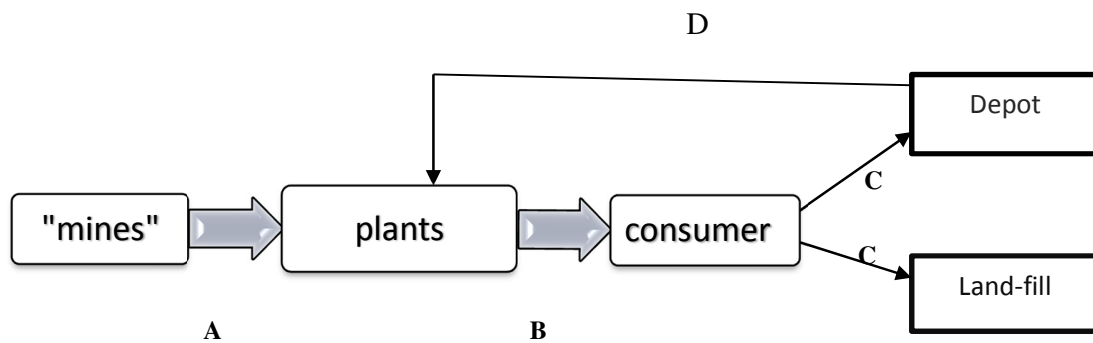 D
Depot
C
"mines"
plants
consumer
C
Land-fill
A
B